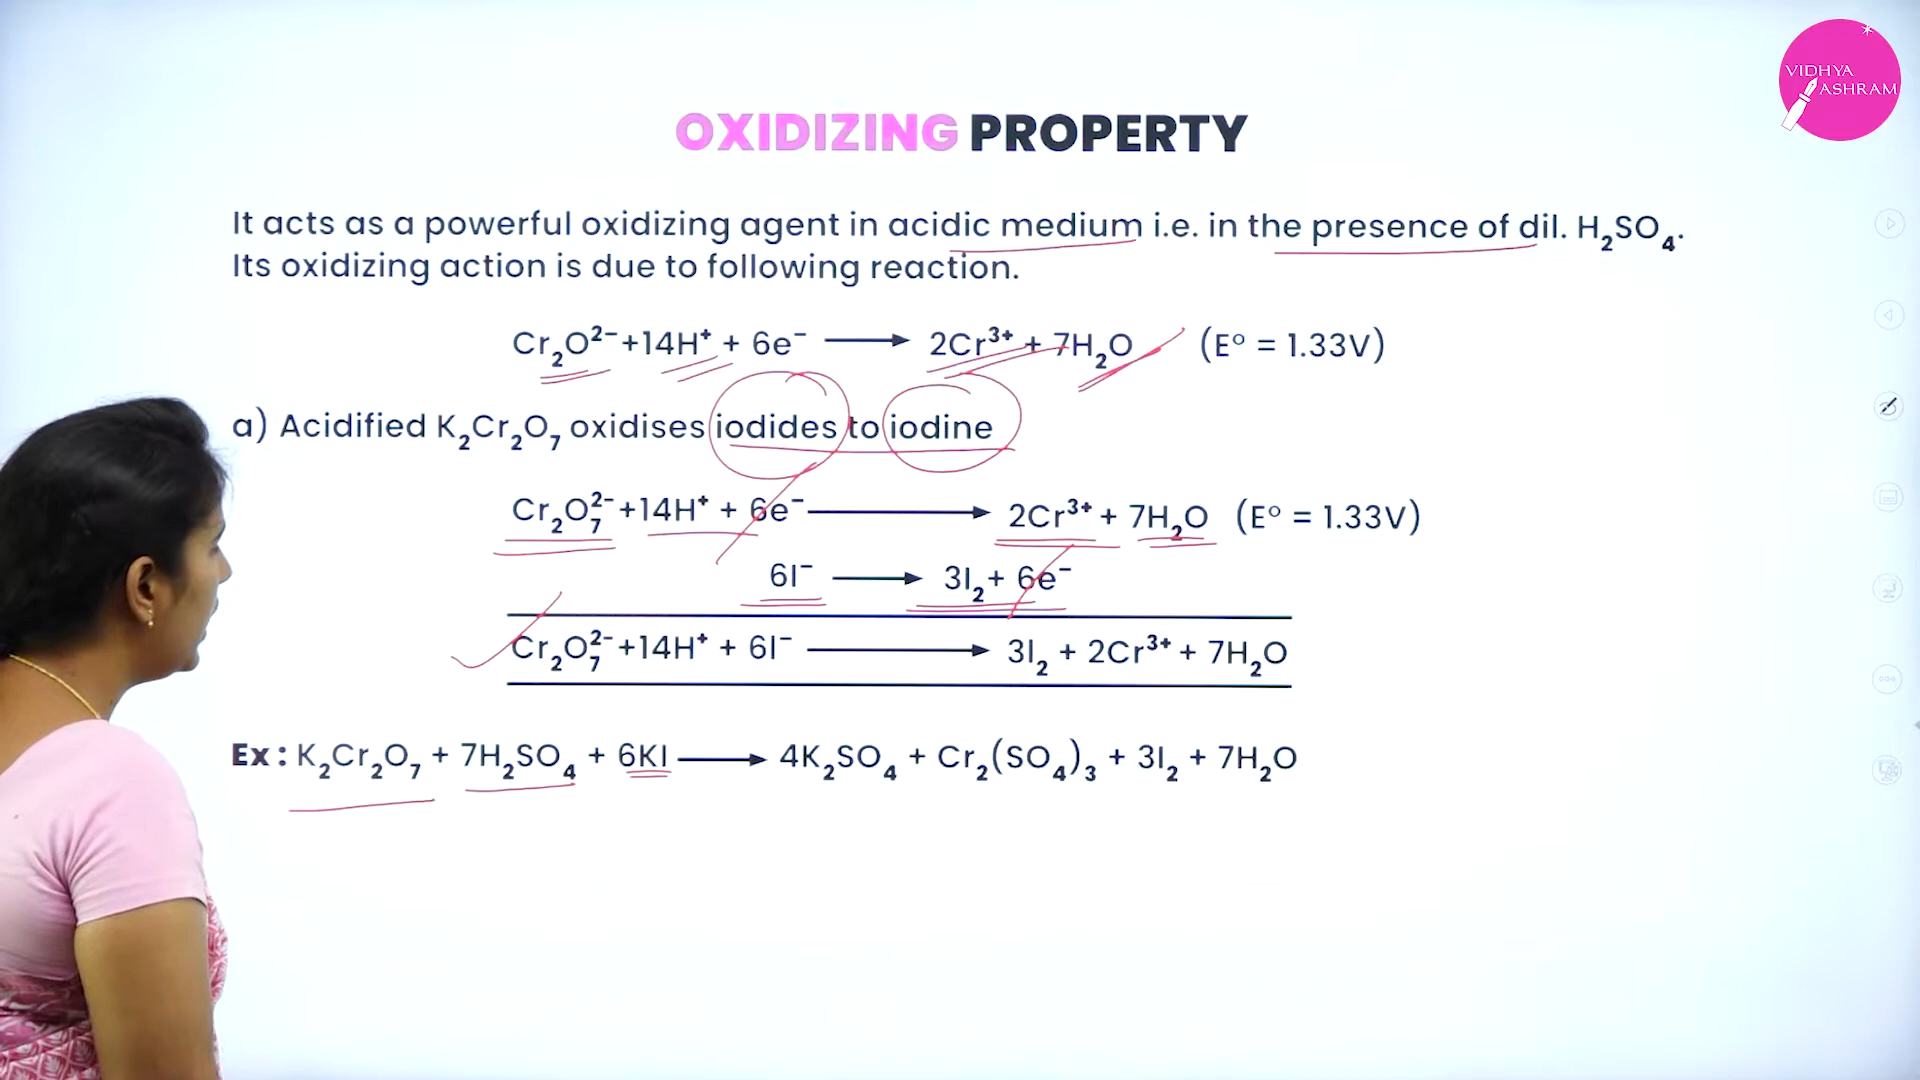 VIDHYA
ASHRAM
OXIDIZING PROPERTY
It acts as a powerful oxidizing agent in acidic medium i.e. in the presence of dil. H₂SO₄.
Its oxidizing action is due to following reaction.
Cr₂O²⁻+14H⁺ + 6e⁻ ⟶ 2Cr³⁺ + 7H₂O (E° = 1.33V)
a) Acidified K₂Cr₂O₇ oxidises iodides to iodine
Cr₂O₇²⁻+14H⁺ + 6e⁻ ⟶ 2Cr³⁺ + 7H₂O (E° = 1.33V)
6I⁻ ⟶ 3I₂+ 6e⁻
Cr₂O₇²⁻+14H⁺ + 6I⁻ ⟶ 3I₂ + 2Cr³⁺ + 7H₂O
Ex: K₂Cr₂O₇ + 7H₂SO₄ + 6KI ⟶ 4K₂SO₄ + Cr₂(SO₄)₃ + 3I₂ + 7H₂O